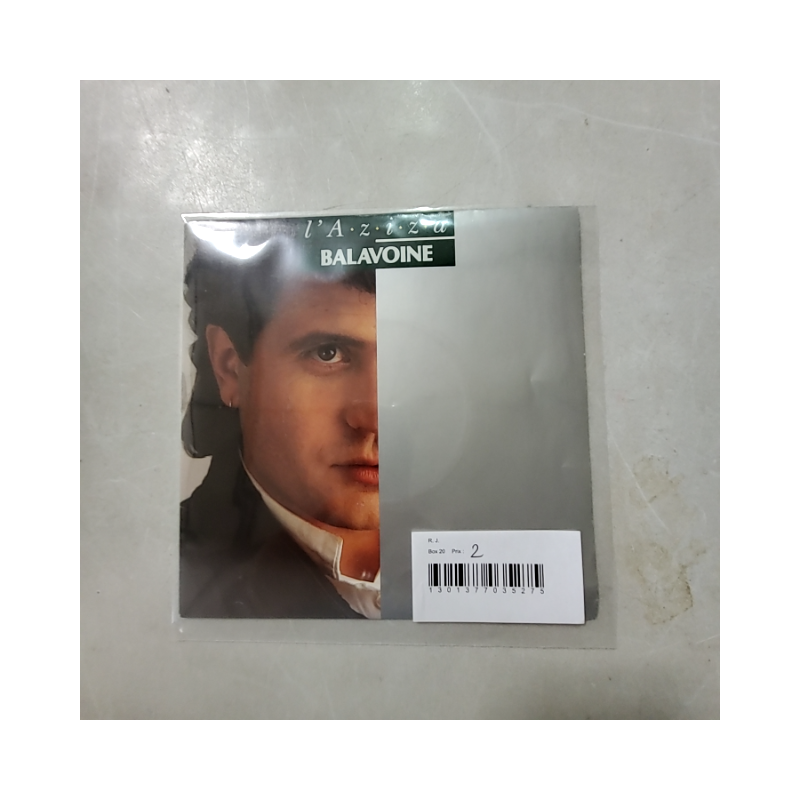 l'A·z·i·z·a
BALAVOINE
R. J.
Box 20 Prix : 2
1301377035275